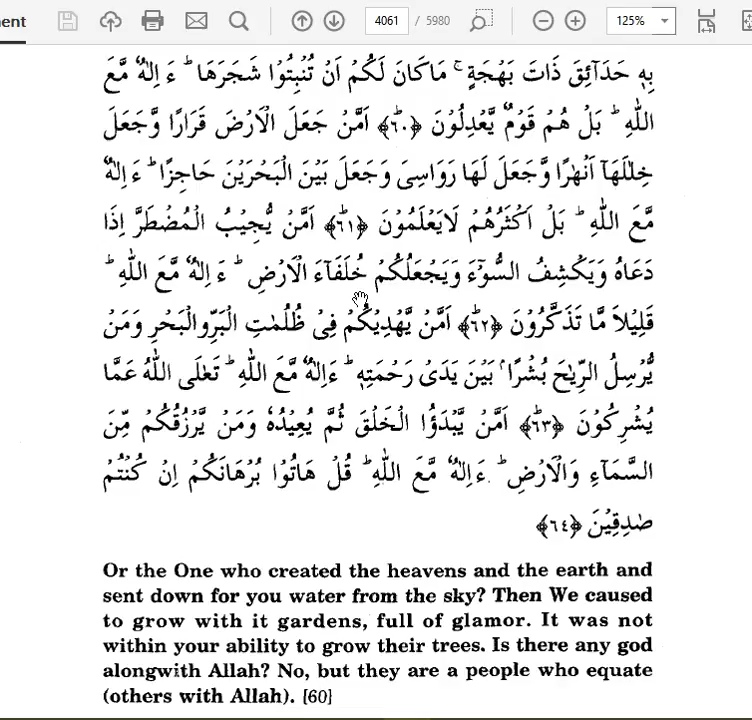 ment 4061 / 5980 125%
بِهٖ حَدَآئِقَ ذَاتَ بَهْجَةٍ ۚ مَاكَانَ لَكُمْ اَنْ تُنْۢبِتُوْا شَجَرَهَا ؕ ءَ اِلٰهٌ مَّعَ
اللّٰهِ ؕ بَلْ هُمْ قَوْمٌ يَّعْدِلُوْنَ ﴿ؕ٦٠﴾ اَمَّنْ جَعَلَ الْاَرْضَ قَرَارًا وَّجَعَلَ
خِلٰلَهَآ اَنْهٰرًا وَّجَعَلَ لَهَا رَوَاسِىَ وَجَعَلَ بَيْنَ الْبَحْرَيْنِ حَاجِزًا ؕ ءَ اِلٰهٌ
مَّعَ اللّٰهِ ؕ بَلْ اَكْثَرُهُمْ لَايَعْلَمُوْنَ ﴿ؕ٦١﴾ اَمَّنْ يُّجِيْبُ الْمُضْطَرَّ اِذَا
دَعَاهُ وَيَكْشِفُ السُّوْٓءَ وَيَجْعَلُكُمْ خُلَفَآءَ الْاَرْضِ ؕ ءَ اِلٰهٌ مَّعَ اللّٰهِ ؕ
قَلِيْلًا مَّا تَذَكَّرُوْنَ ﴿ؕ٦٢﴾ اَمَّنْ يَّهْدِيْكُمْ فِىْ ظُلُمٰتِ الْبَرِّوالْبَحْرِ وَمَنْ
يُّرْسِلُ الرِّيٰحَ بُشْرًاۢ بَيْنَ يَدَىْ رَحْمَتِهٖ ؕ ءَاِلٰهٌ مَّعَ اللّٰهِ ؕ تَعٰلَى اللّٰهُ عَمَّا
يُشْرِكُوْنَ ﴿ؕ٦٣﴾ اَمَّنْ يَّبْدَؤُا الْخَلْقَ ثُمَّ يُعِيْدُهٗ وَمَنْ يَّرْزُقُكُمْ مِّنَ
السَّمَآءِ وَالْاَرْضِ ؕ ءَاِلٰهٌ مَّعَ اللّٰهِ ؕ قُلْ هَاتُوْا بُرْهَانَكُمْ اِنْ كُنْتُمْ
صٰدِقِيْنَ ﴿٦٤﴾
Or the One who created the heavens and the earth and
sent down for you water from the sky? Then We caused
to grow with it gardens, full of glamor. It was not
within your ability to grow their trees. Is there any god
alongwith Allah? No, but they are a people who equate
(others with Allah). [60]